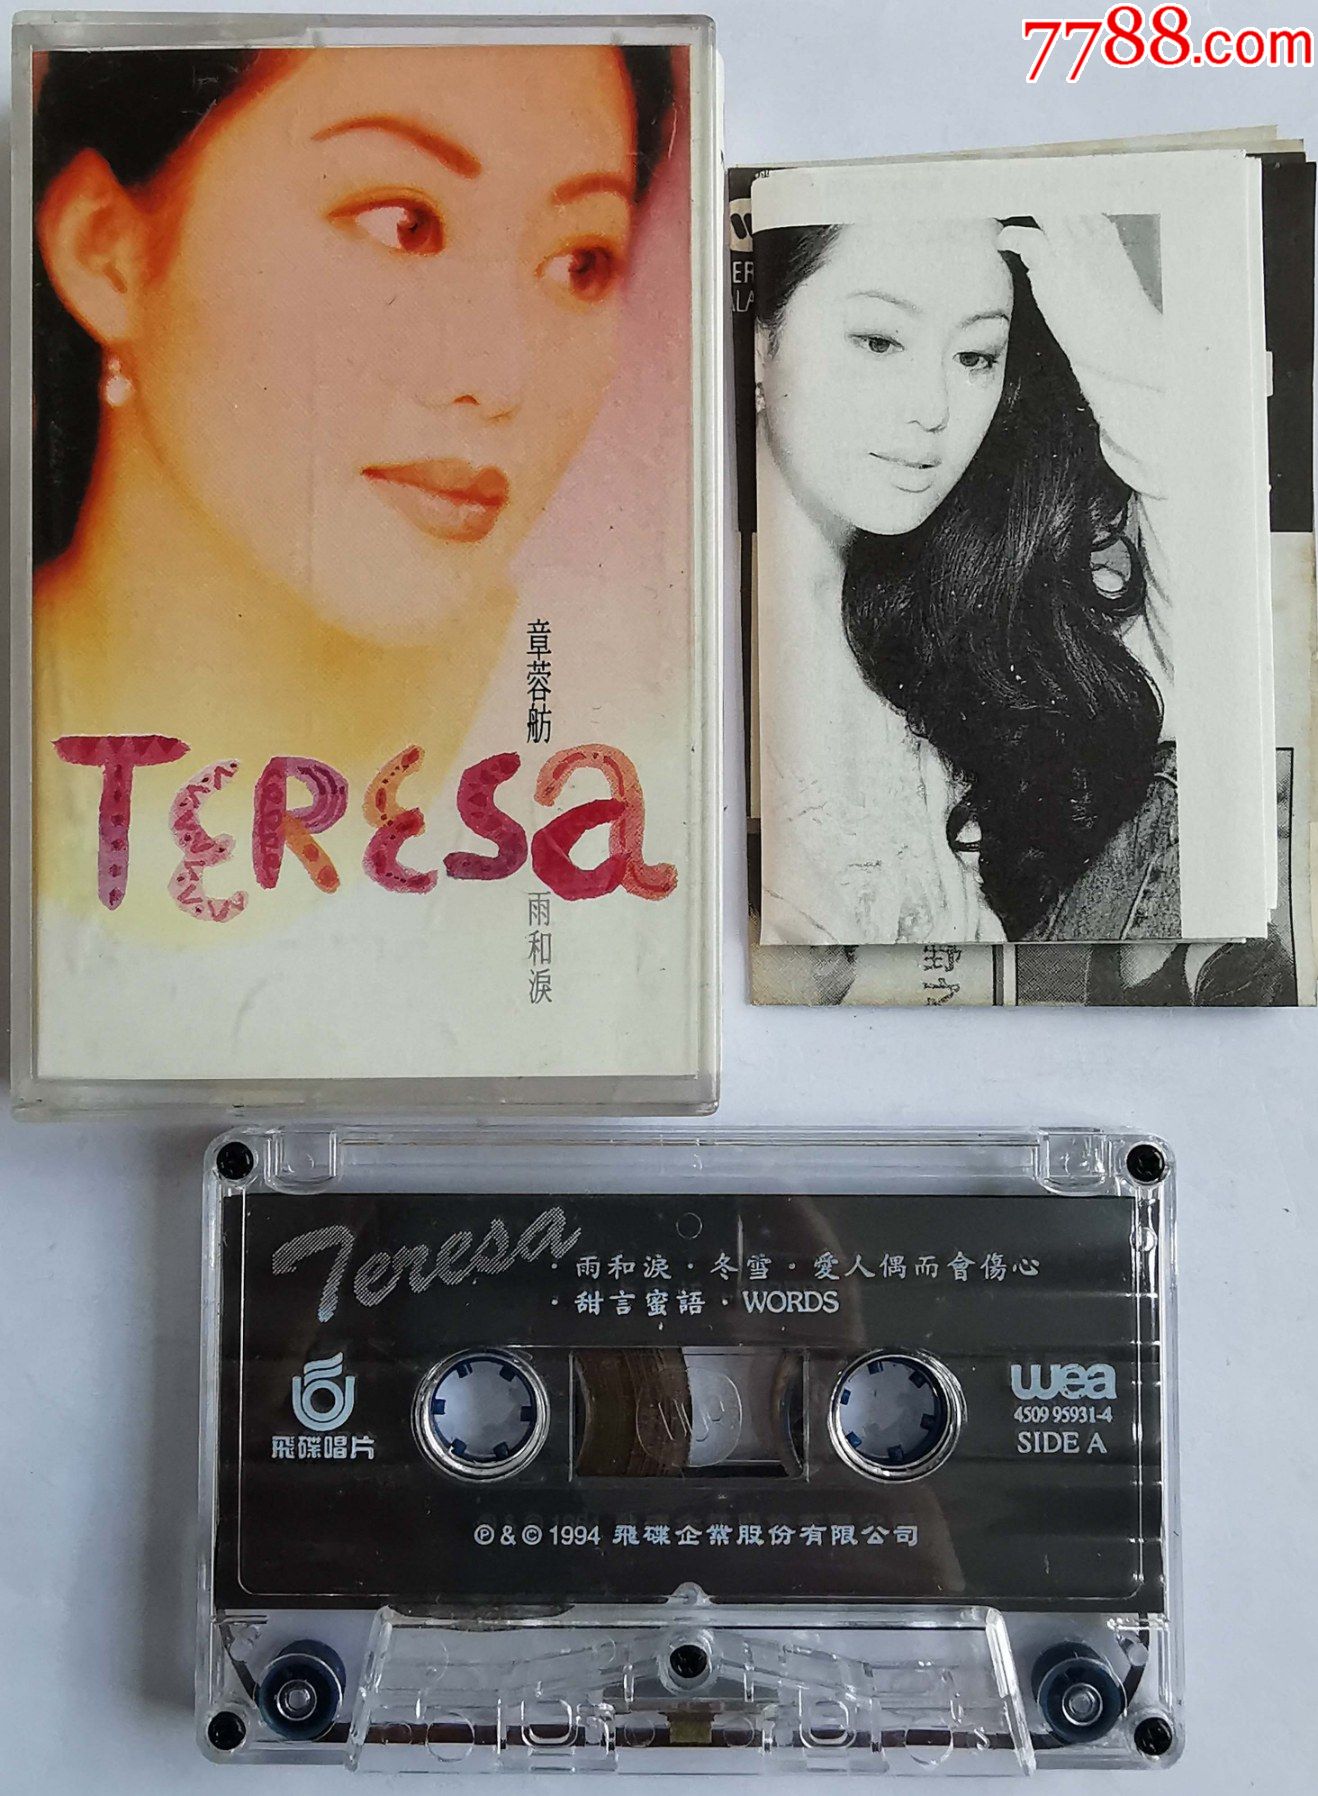 7788.com
章蓉舫
TERESa
雨和淚
Teresa
·雨和淚·冬雪·愛人偶而會傷心
·甜言蜜語·WORDS
飛碟唱片
wea
4509 95931-4
SIDE A
Ⓟ & © 1994 飛碟企業股份有限公司